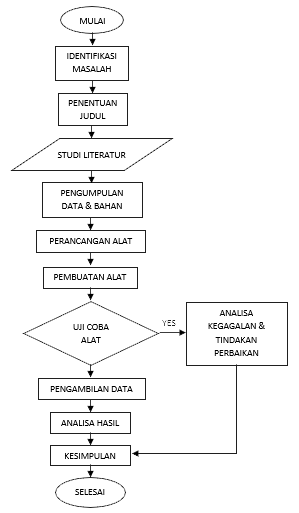 MULAI
IDENTIFIKASI
MASALAH
PENENTUAN
JUDUL
STUDI LITERATUR
PENGUMPULAN
DATA & BAHAN
PERANCANGAN ALAT
PEMBUATAN ALAT
UJI COBA
ALAT
YES
ANALISA
KEGAGALAN &
TINDAKAN
PERBAIKAN
PENGAMBILAN DATA
ANALISA HASIL
KESIMPULAN
SELESAI